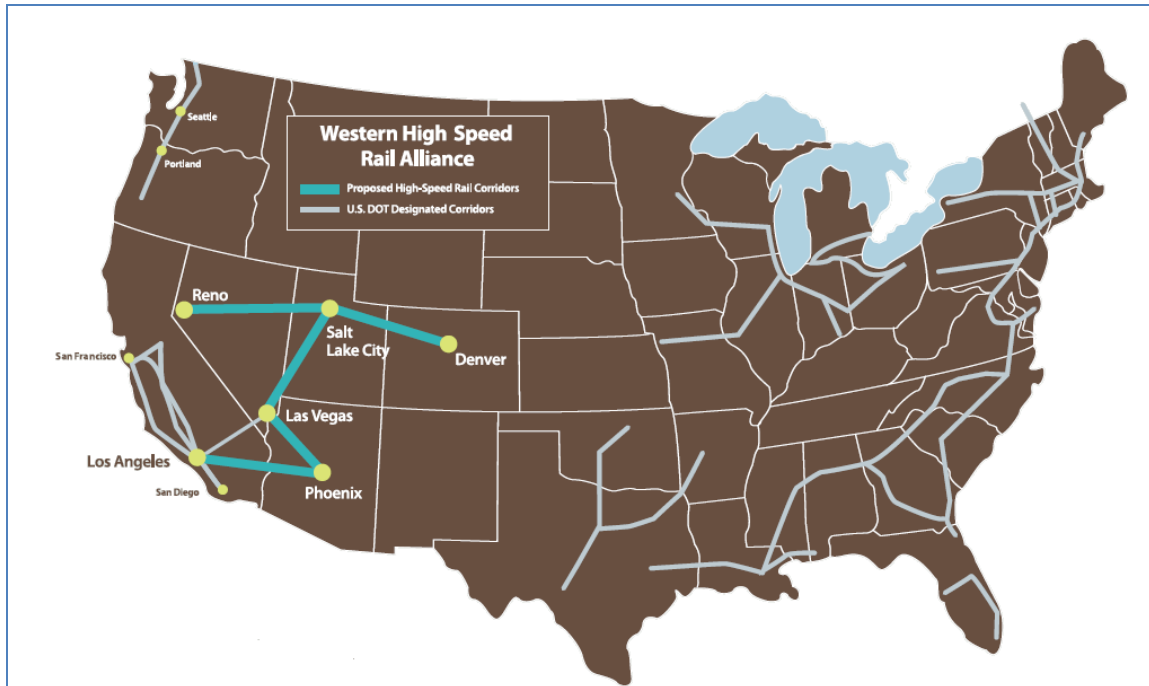 Seattle
Portland
Western High Speed
Rail Alliance
Proposed High-Speed Rail Corridors
U.S. DOT Designated Corridors
Reno
Salt
Lake City
Denver
San Francisco
Las Vegas
Los Angeles
Phoenix
San Diego